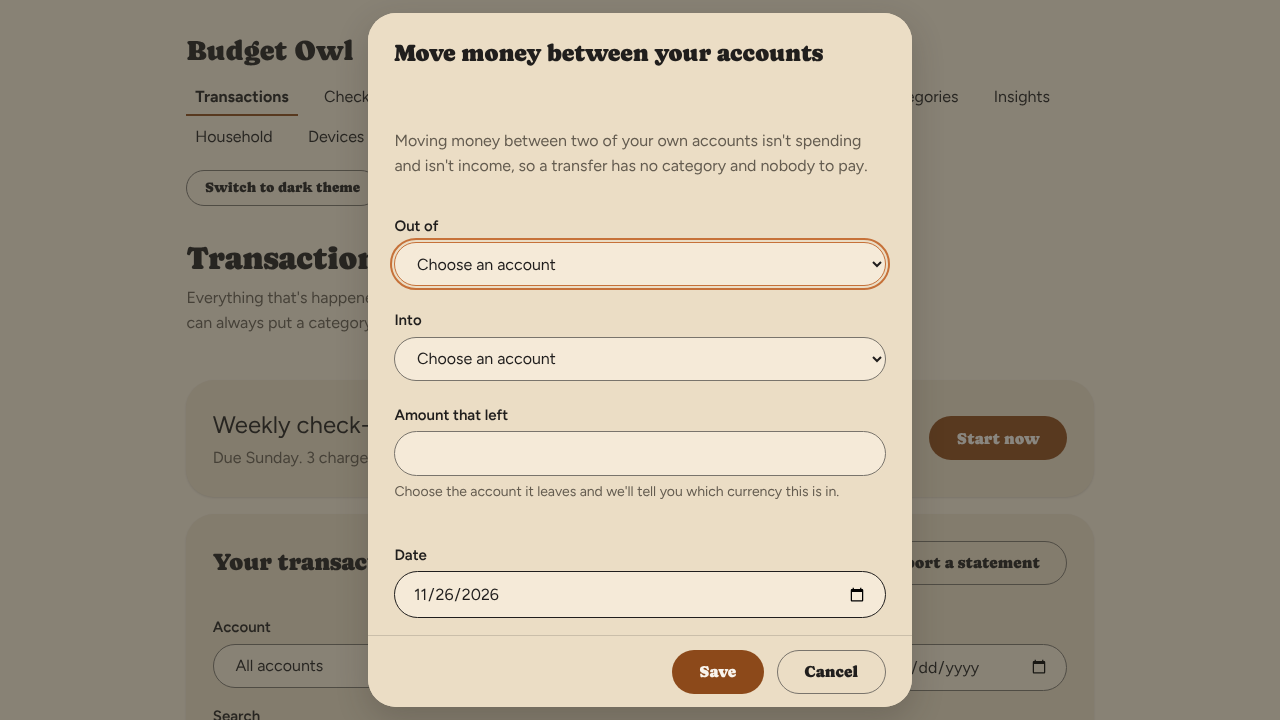 Budget Owl
Move money between your accounts
Transactions
Check
egories
Insights
Household
Devices
Switch to dark theme
Moving money between two of your own accounts isn't spending
and isn't income, so a transfer has no category and nobody to pay.
Transaction
Everything that's happene
can always put a category
Out of
Choose an account
Into
Choose an account
Weekly check-
Due Sunday. 3 charge
Start now
Amount that left
Choose the account it leaves and we'll tell you which currency this is in.
Your transac
port a statement
Date
11/26/2026
Account
All accounts
/dd/yyyy
Search
Save
Cancel